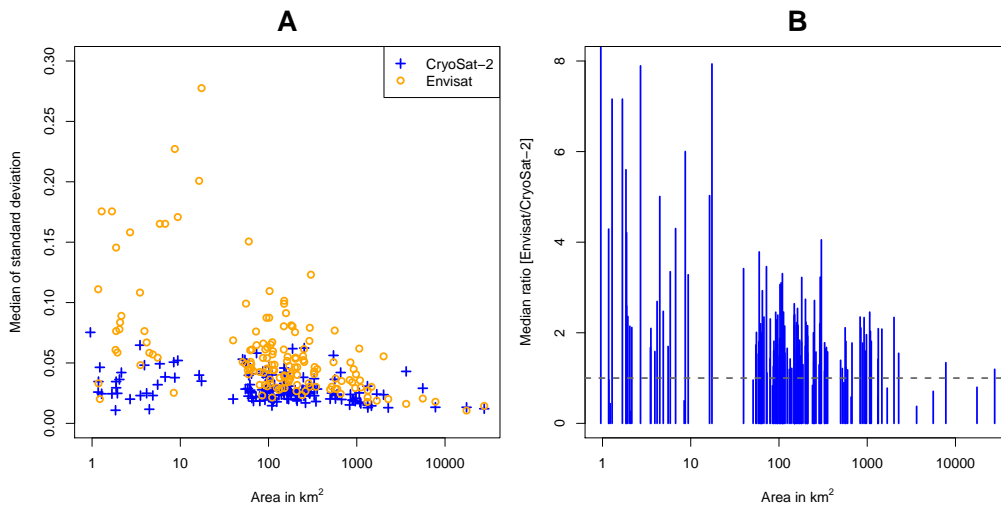 A
Median of standard deviation
0.00
0.05
0.10
0.15
0.20
0.25
0.30
CryoSat-2
Envisat
1
10
100
1000
10000
Area in km²
B
Median ratio [Envisat/CryoSat-2]
0
2
4
6
8
1
10
100
1000
10000
Area in km²